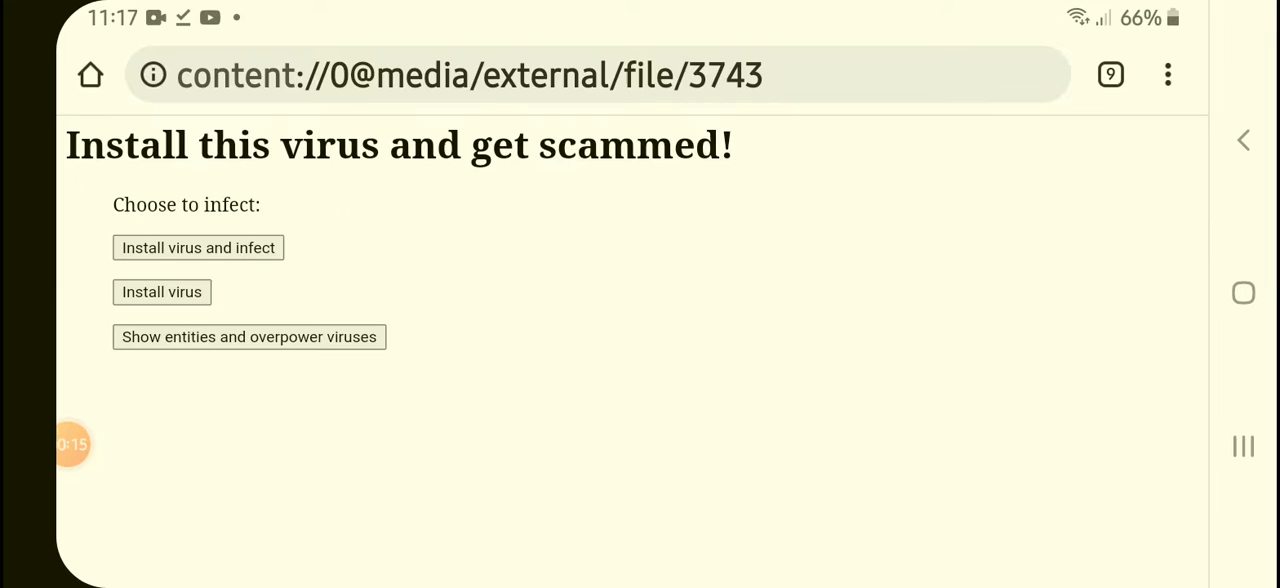 11:17 66%
content://0@media/external/file/3743 9
Install this virus and get scammed!
Choose to infect:
Install virus and infect
Install virus
Show entities and overpower viruses
0:15